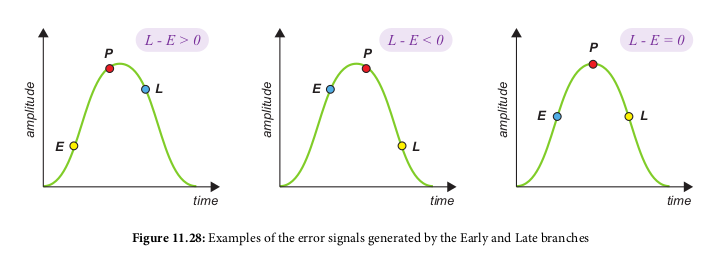 L - E > 0
P
L
E
amplitude
time
L - E < 0
P
E
L
amplitude
time
L - E = 0
P
E
L
amplitude
time
Figure 11.28: Examples of the error signals generated by the Early and Late branches